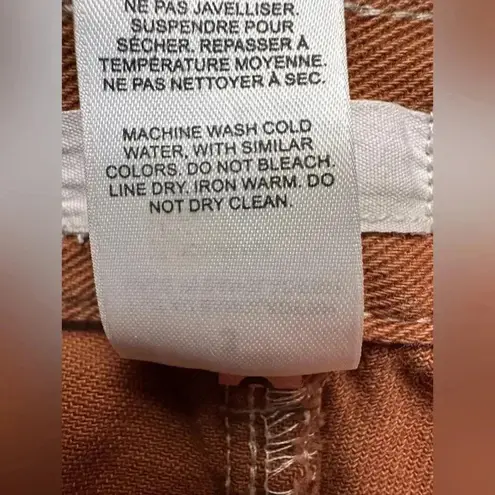 NE PAS JAVELLISER.
SUSPENDRE POUR
SÉCHER. REPASSER À
TEMPÉRATURE MOYENNE.
NE PAS NETTOYER À SEC.
MACHINE WASH COLD
WATER, WITH SIMILAR
COLORS. DO NOT BLEACH.
LINE DRY. IRON WARM. DO
NOT DRY CLEAN.